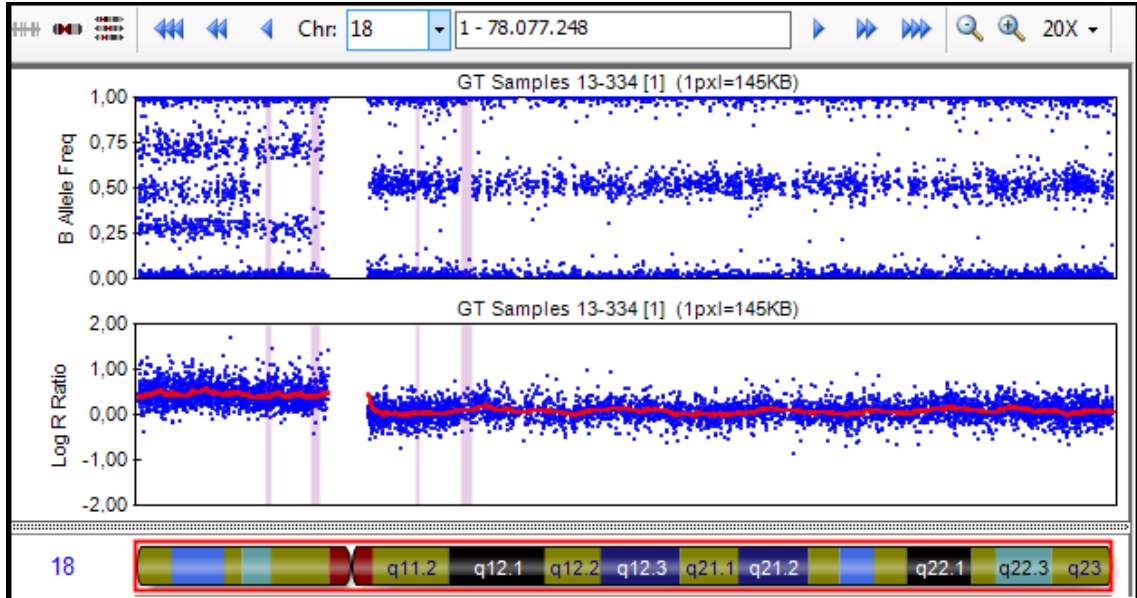 Chr: 18 1 - 78.077.248 20X
GT Samples 13-334 [1] (1pxl=145KB)
1,00
0,75
0,50
0,25
0,00
B Allele Freq
GT Samples 13-334 [1] (1pxl=145KB)
2,00
1,00
0,00
-1,00
-2,00
Log R Ratio
18 q11.2 q12.1 q12.2 q12.3 q21.1 q21.2 q22.1 q22.3 q23